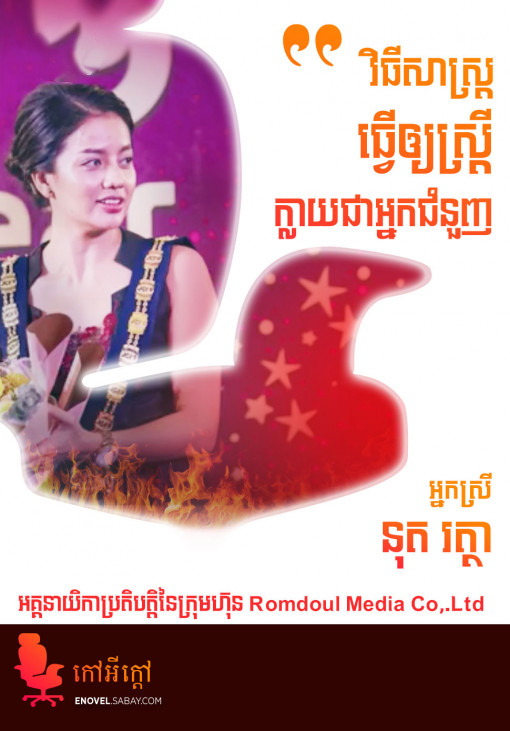 វិធីសាស្ត្រ
ធ្វើឲ្យស្ត្រី
ក្លាយជាអ្នកជំនួញ
អ្នកស្រី
នុត រត្ថា
អគ្គនាយិកាប្រតិបត្តិនៃក្រុមហ៊ុន Romdoul Media Co,.Ltd
កៅអីក្តៅ
ENOVEL.SABAY.COM